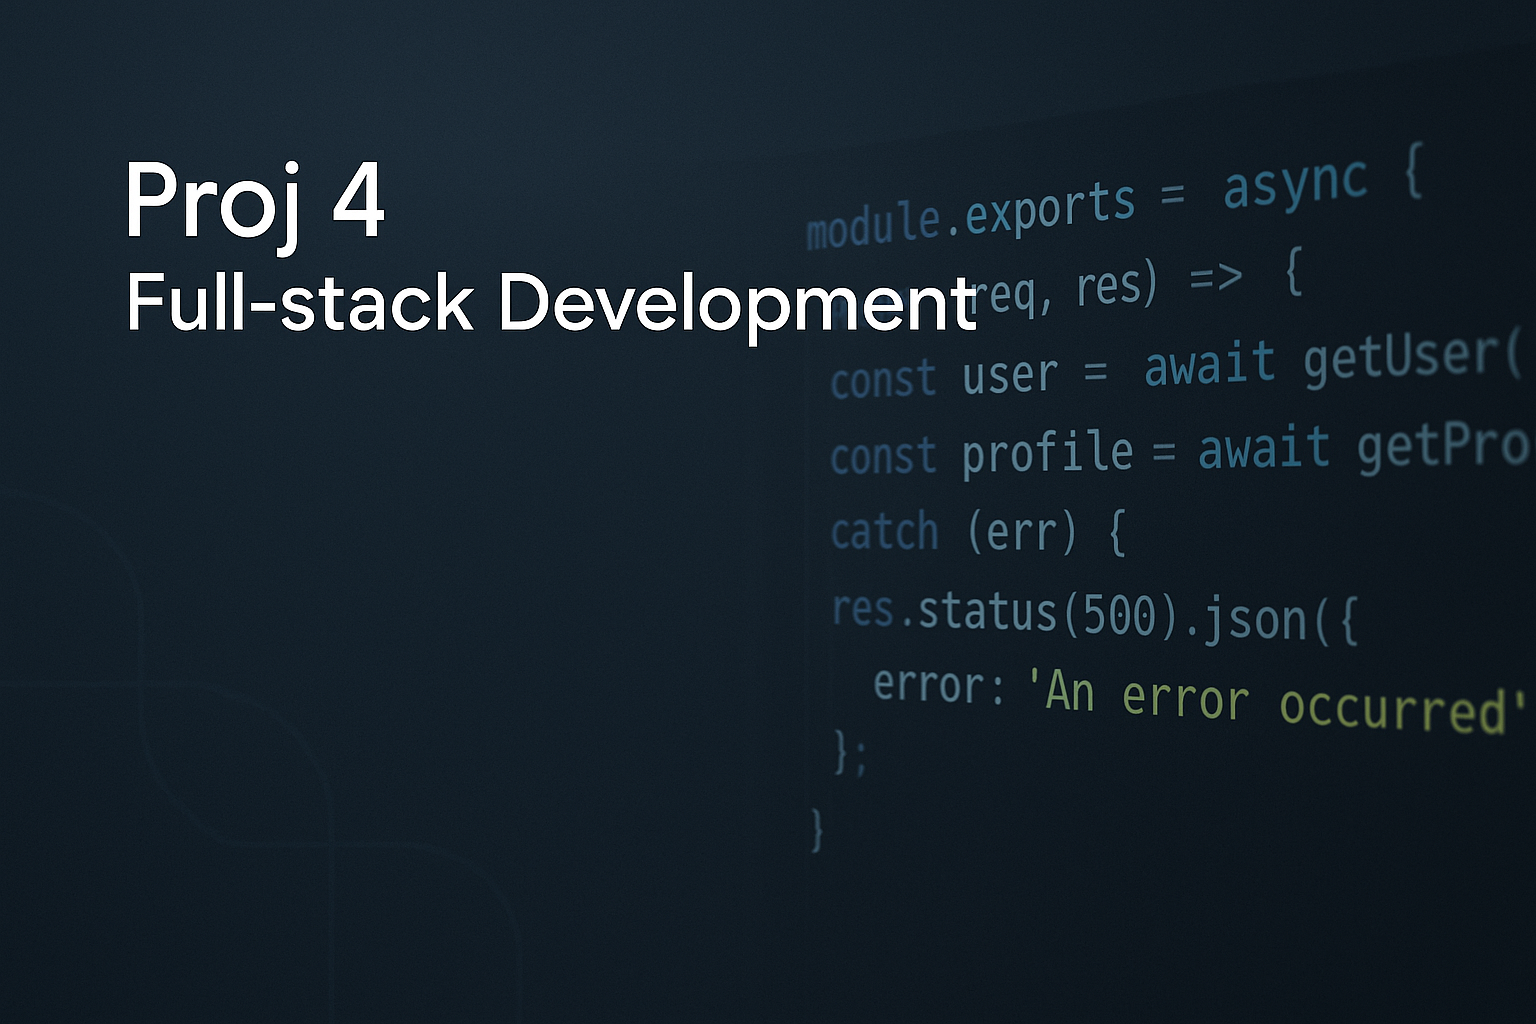 Proj 4
Full-stack Development
module.exports = async {
req, res) => {
const user = await getUser(
const profile = await getPro
catch (err) {
res.status(500).json({
error: 'An error occurred'
};
}